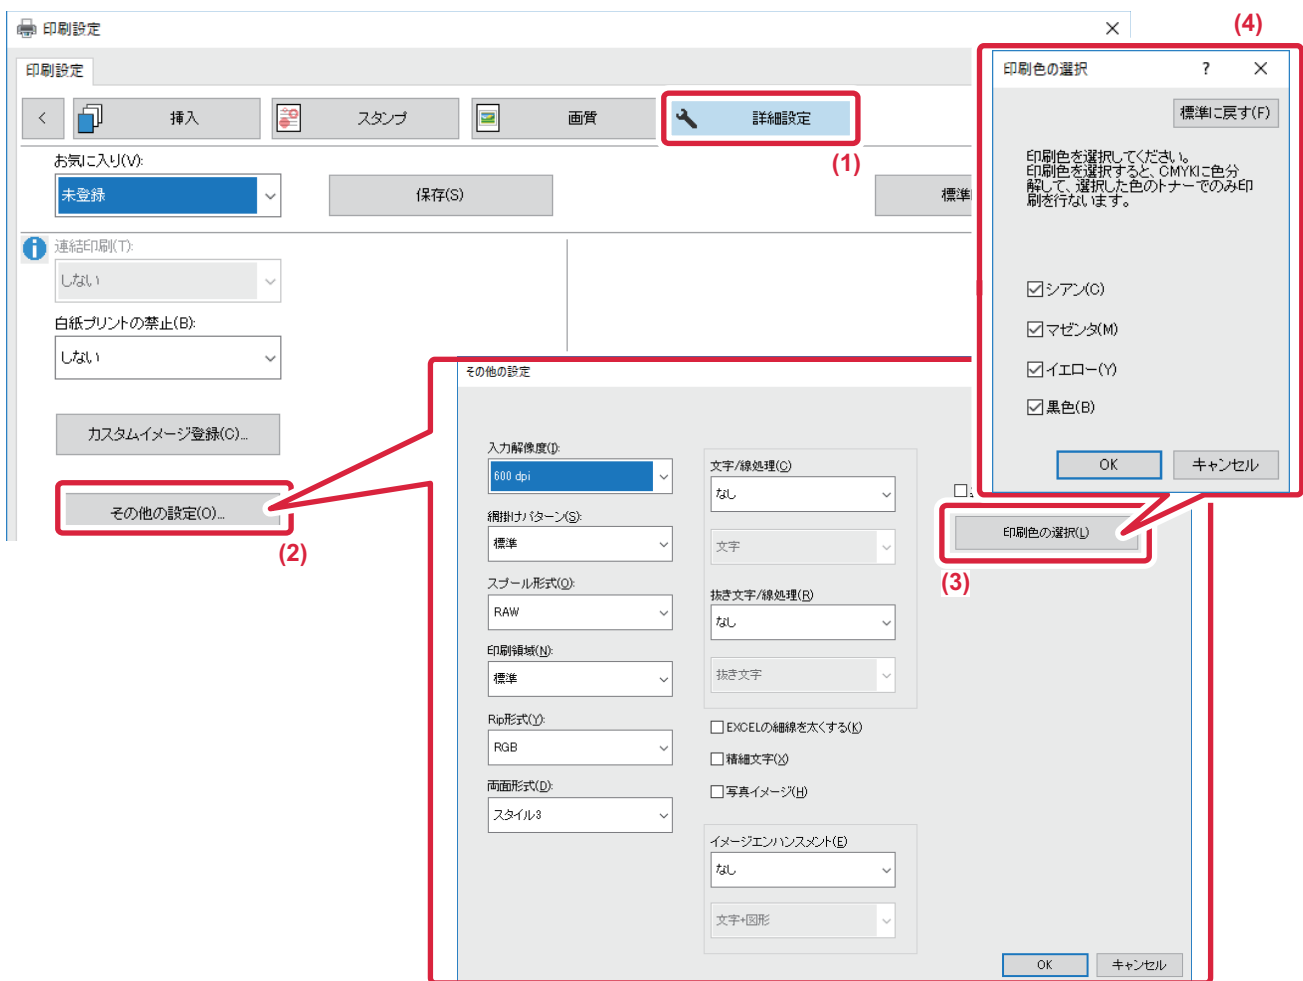 印刷設定
印刷設定
挿入
スタンプ
画質
詳細設定
(1)
お気に入り(V):
未登録
保存(S)
標準
連結印刷(T):
しない
白紙プリントの禁止(B):
しない
カスタムイメージ登録(C)...
その他の設定(O)...
(2)
その他の設定
入力解像度(I):
600 dpi
網掛けパターン(S):
標準
スプール形式(O):
RAW
印刷領域(N):
標準
Rip形式(Y):
RGB
両面形式(D):
スタイル3
文字/線処理(C)
なし
文字
抜き文字/線処理(R)
なし
抜き文字
EXCELの細線を太くする(K)
精細文字(X)
写真イメージ(H)
イメージエンハンスメント(E)
なし
文字+図形
印刷色の選択(L)
(3)
OK
キャンセル
(4)
印刷色の選択
?
標準に戻す(F)
印刷色を選択してください。
印刷色を選択すると、CMYKに色分
解して、選択した色のトナーでのみ印
刷を行ないます。
シアン(C)
マゼンタ(M)
イエロー(Y)
黒色(B)
OK
キャンセル